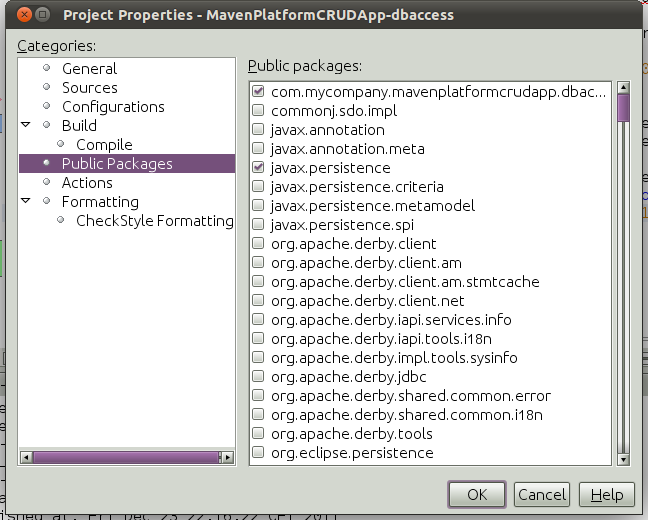 Project Properties - MavenPlatformCRUDApp-dbaccess
Categories:
General
Sources
Configurations
Build
Compile
Public Packages
Actions
Formatting
CheckStyle Formatting
Public packages:
com.mycompany.mavenplatformcrudapp.dbacc...
commonj.sdo.impl
javax.annotation
javax.annotation.meta
javax.persistence
javax.persistence.criteria
javax.persistence.metamodel
javax.persistence.spi
org.apache.derby.client
org.apache.derby.client.am
org.apache.derby.client.am.stmtcache
org.apache.derby.client.net
org.apache.derby.iapi.services.info
org.apache.derby.iapi.tools.i18n
org.apache.derby.impl.tools.sysinfo
org.apache.derby.jdbc
org.apache.derby.shared.common.error
org.apache.derby.shared.common.i18n
org.apache.derby.tools
org.eclipse.persistence
OK
Cancel
Help